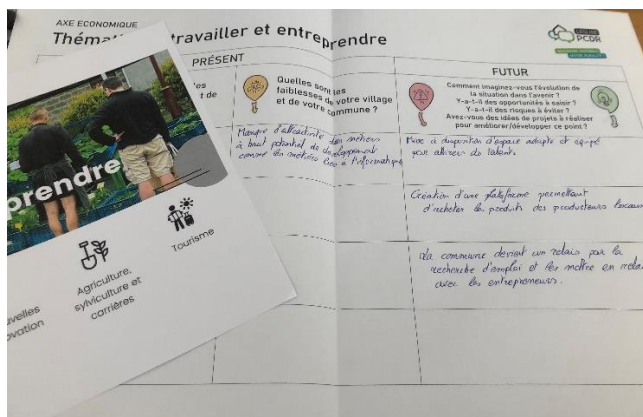 AXE ECONOMIQUE
travailler et entreprendre
PRÉSENT
FUTUR
Quelles sont les
faiblesses de votre village
et de votre commune ?
Comment imaginez-vous l'évolution de
la situation dans l'avenir ?
Y-a-t-il des opportunités à saisir ?
Y-a-t-il des risques à éviter ?
Avez-vous des idées de projets à réaliser
pour améliorer/développer ce point ?
Manque d'attractivité des métiers
à haut potentiel de développement
comme les métiers liés à l'informatique
Mise à disposition d'espace adapté et équipé
pour attirer les talents.
Création d'une plateforme permettant
d'acheter les produits des producteurs locaux
La commune devient un relais par la
recherche d'emploi et les mettre en
avec les entrepreneurs.
prendre
Agriculture,
sylviculture et
carrières
Tourisme
PCDR